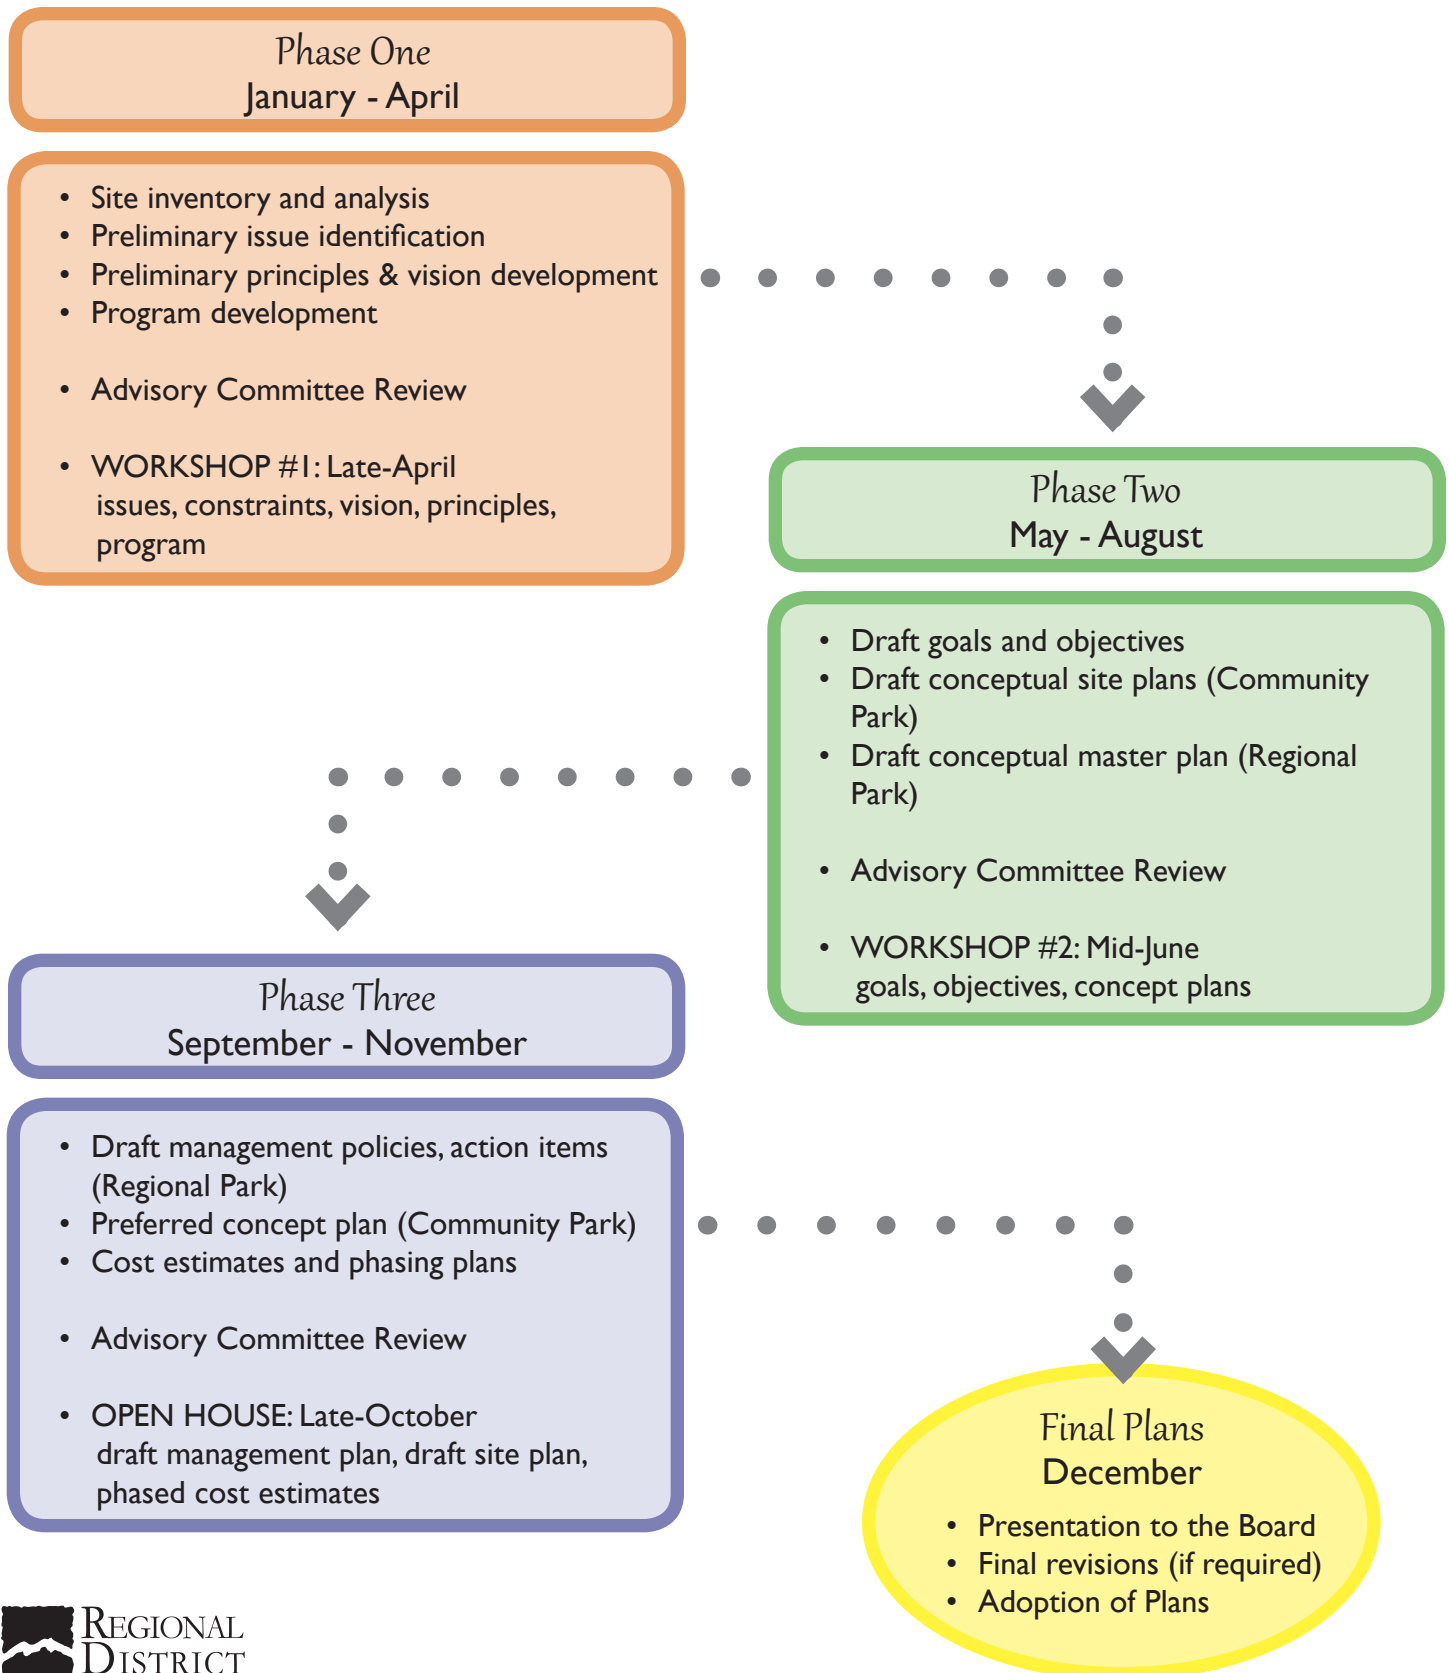 Phase One
January - April
• Site inventory and analysis
• Preliminary issue identification
• Preliminary principles & vision development
• Program development
• Advisory Committee Review
• WORKSHOP #1: Late-April
issues, constraints, vision, principles,
program
Phase Two
May - August
• Draft goals and objectives
• Draft conceptual site plans (Community
Park)
• Draft conceptual master plan (Regional
Park)
• Advisory Committee Review
• WORKSHOP #2: Mid-June
goals, objectives, concept plans
Phase Three
September - November
• Draft management policies, action items
(Regional Park)
• Preferred concept plan (Community Park)
• Cost estimates and phasing plans
• Advisory Committee Review
• OPEN HOUSE: Late-October
draft management plan, draft site plan,
phased cost estimates
Final Plans
December
• Presentation to the Board
• Final revisions (if required)
• Adoption of Plans
REGIONAL
DISTRICT